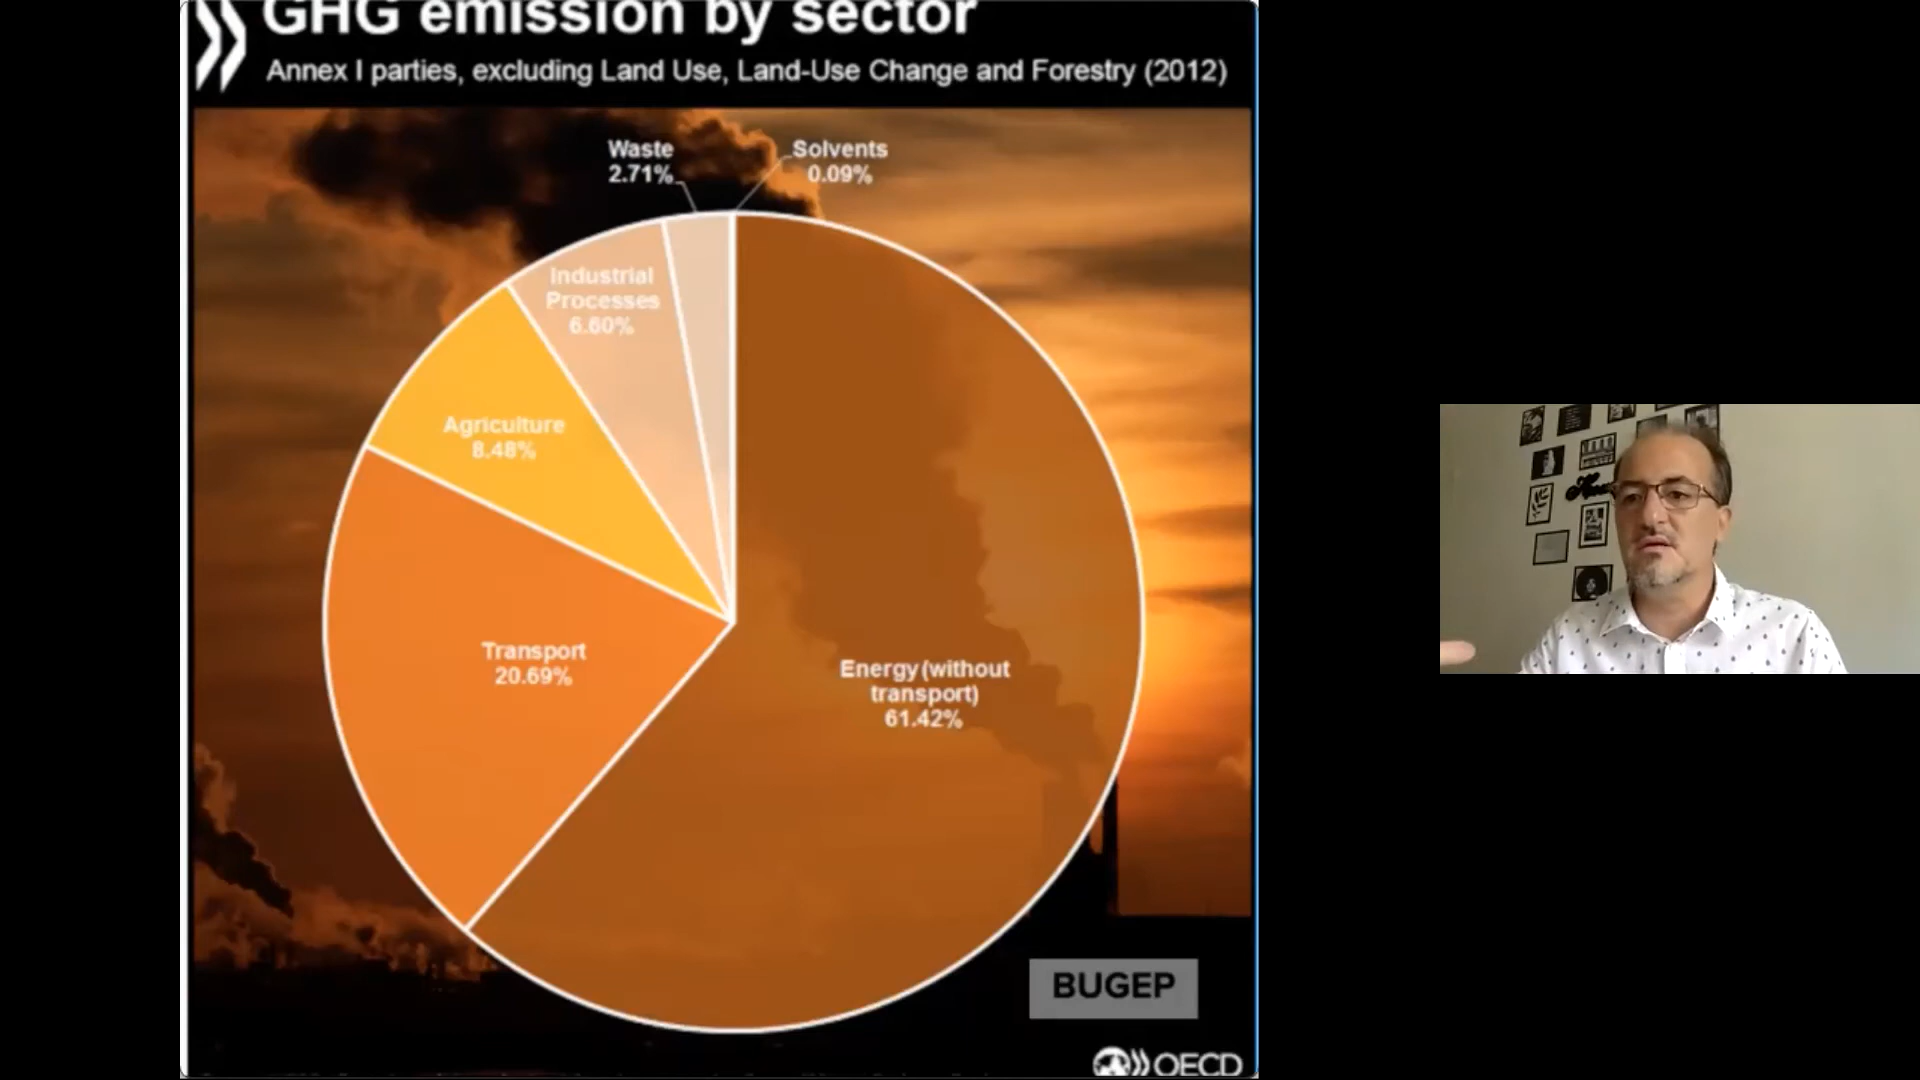 GHG emission by sector
Annex I parties, excluding Land Use, Land-Use Change and Forestry (2012)
Waste
2.71%
Solvents
0.09%
Industrial
Processes
6.60%
Agriculture
8.48%
Transport
20.69%
Energy (without
transport)
61.42%
BUGEP
OECD